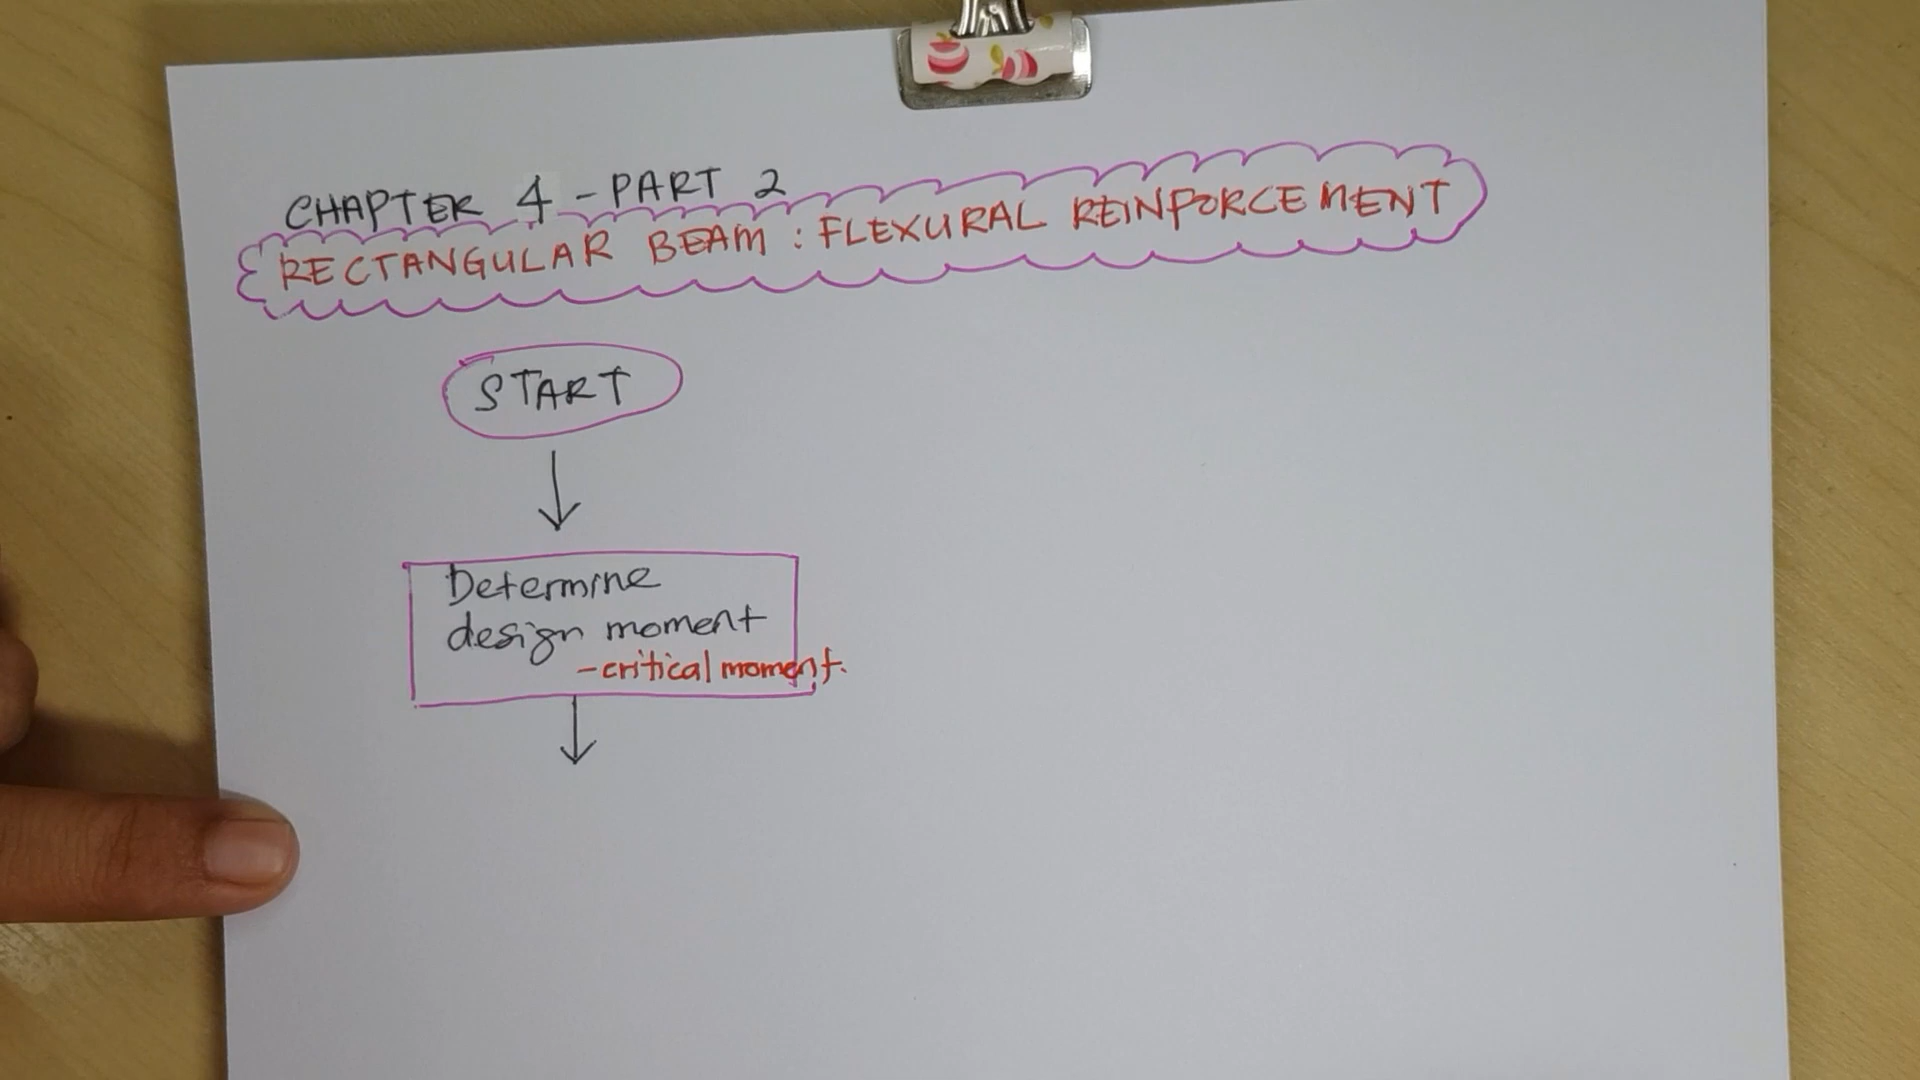 CHAPTER 4 - PART 2
RECTANGULAR BEAM : FLEXURAL REINFORCEMENT
START
Determine
design moment
- critical moment.